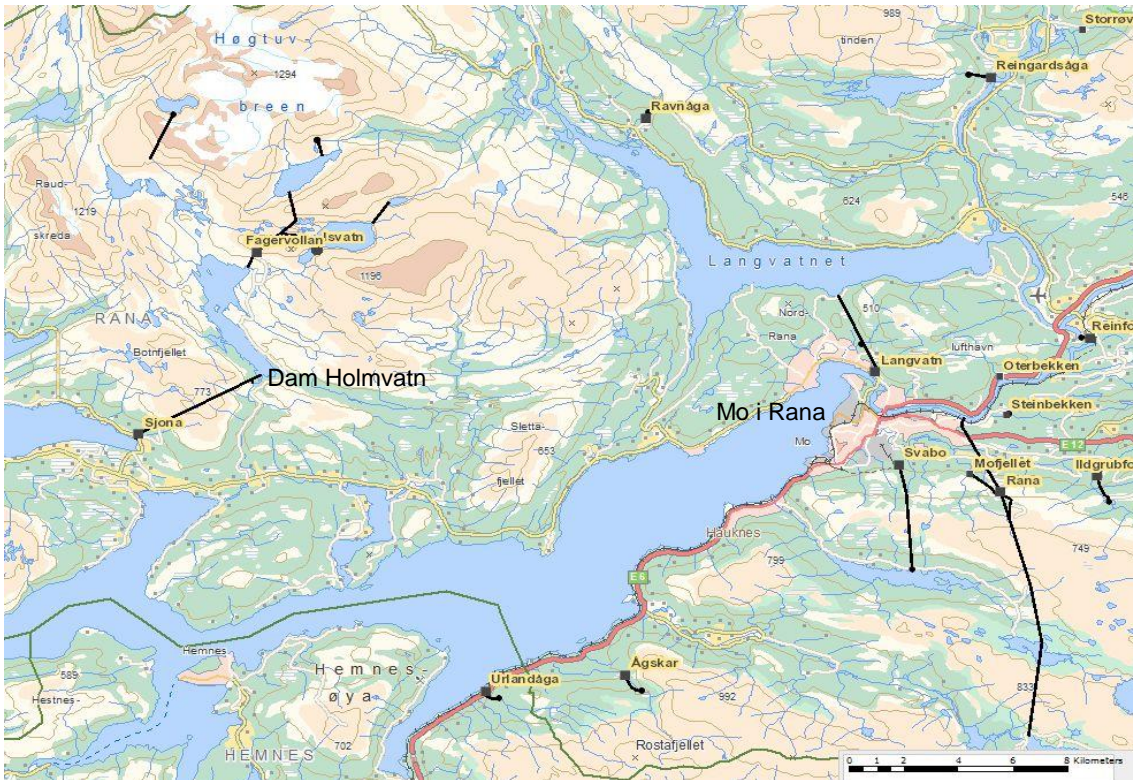 989
Storrøv
Høgtuv-
tinden
Reingardsåga
1294
breen
Ravnåga
Raud-
1219
skreda
624
546
Fagervollan
Isvatn
Langvatnet
1196
RANA
510
Nord-
Rana
lufthavn
Reinfo
Botnfjellet
Langvatn
Oterbekken
Dam Holmvatn
773
Mo i Rana
Steinbekken
Sjona
Sletta-
Mo
E 12
653
Svabo
Mofjellet
Ildgrubfo
fjellet
Rana
Hauknes
749
799
E6
Hemnes
Hemnes-
Ågskar
589
Urlandåga
Hestnes-
øya
992
833
702
Rostafjellet
HEMNES
0 1 2 4 6 8 Kilometers